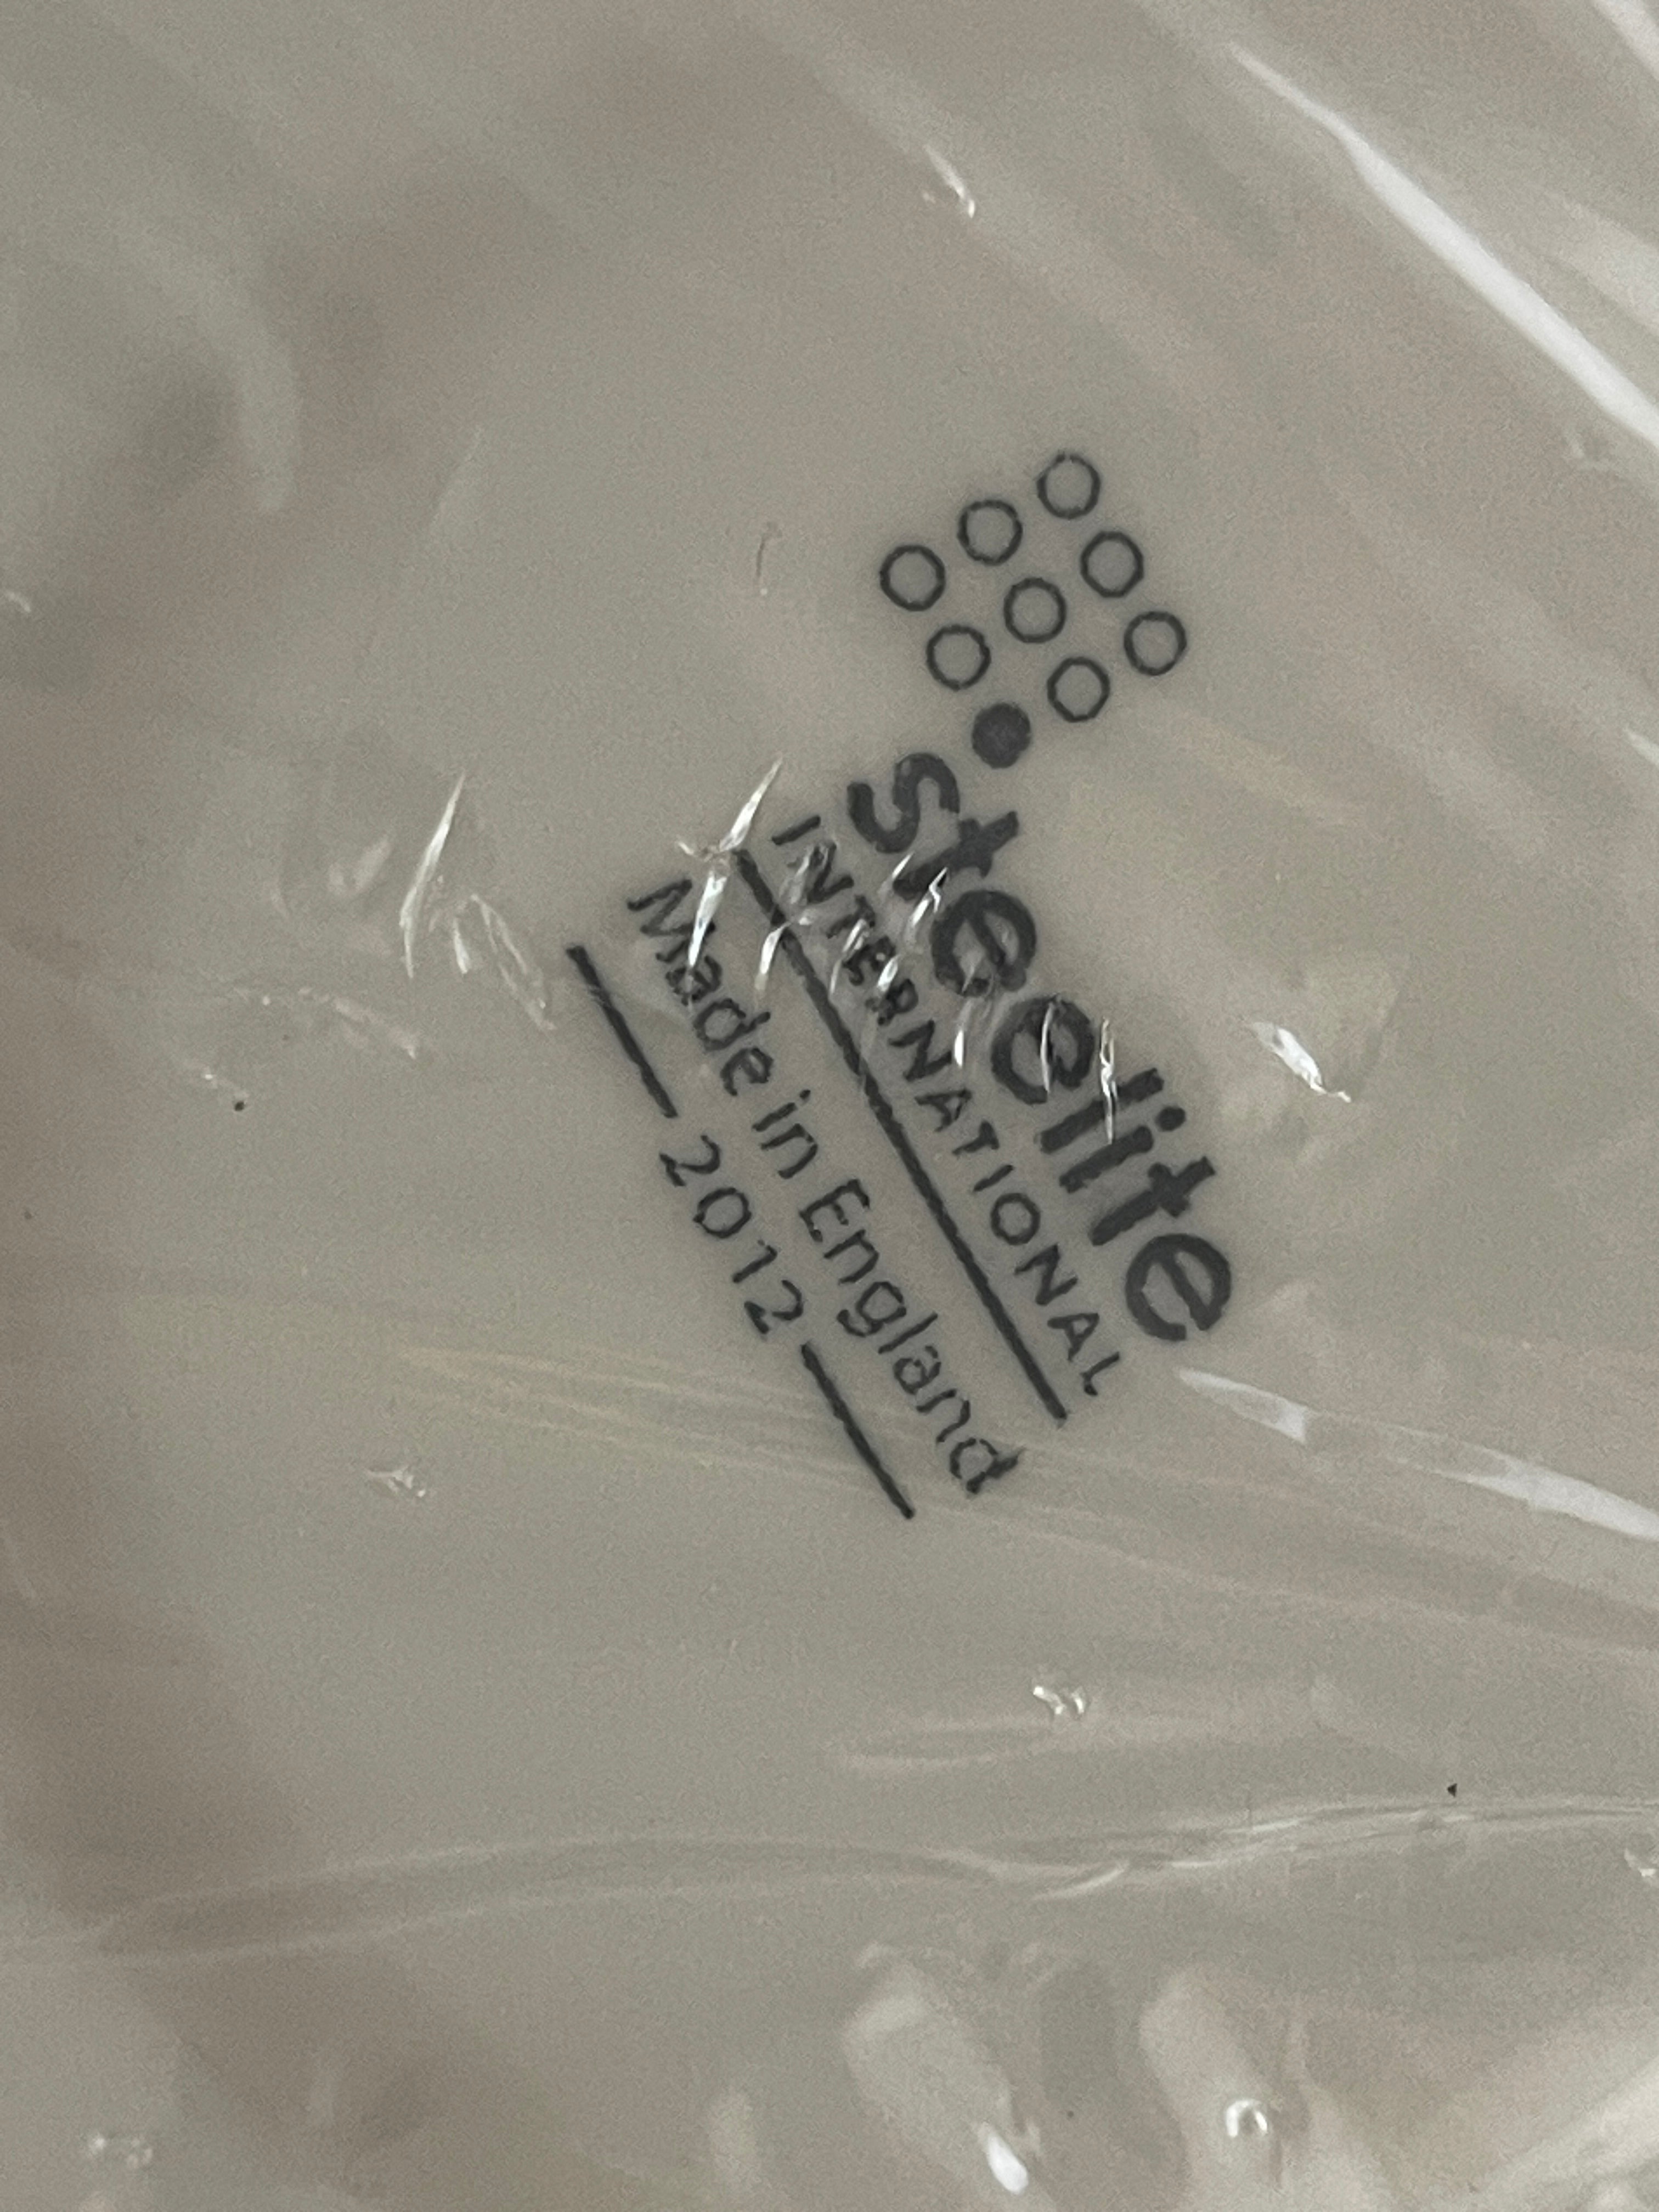 steelite
INTERNATIONAL
Made in England
2012